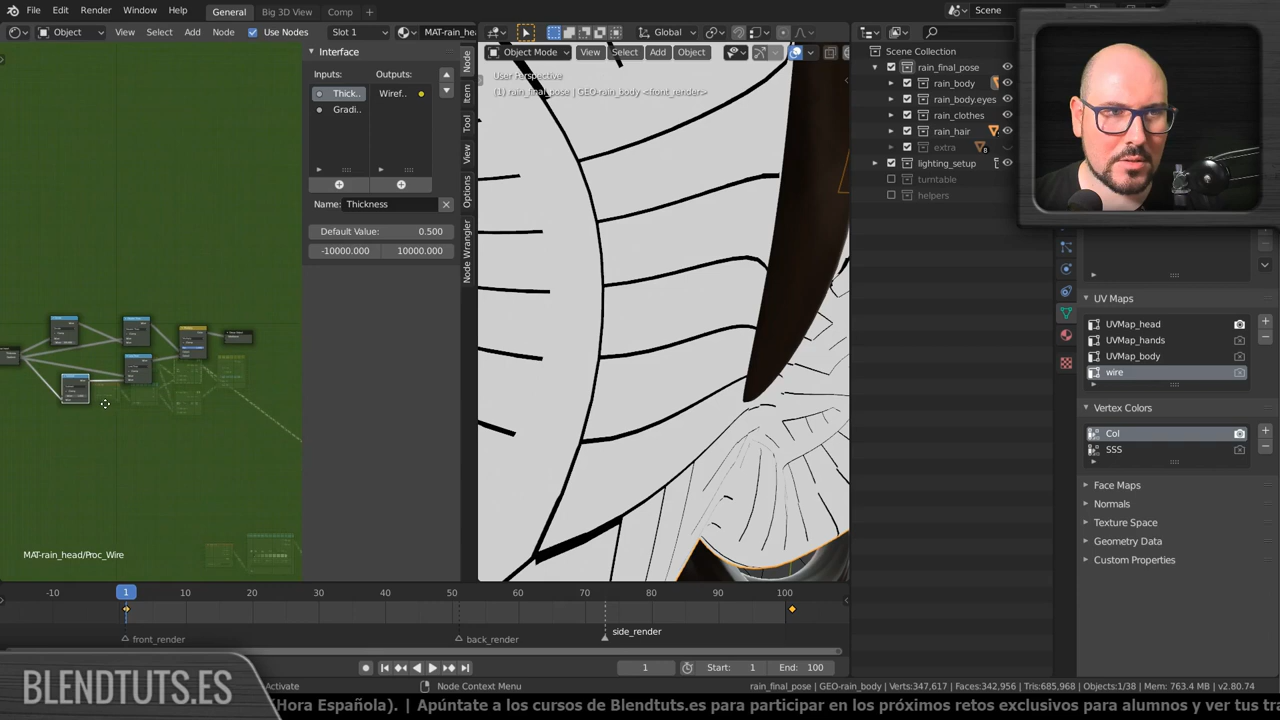 File Edit Render Window Help General Big 3D View Comp Scene
Object View Select Add Node Use Nodes Slot 1 MAT-rain_hea Global
Interface
Inputs: Outputs:
Thick.. Wiref..
Gradi..
Name: Thickness
Default Value: 0.500
-10000.000 10000.000
Node
Item
Tool
View
Options
Node Wrangler
MAT-rain_head/Proc_Wire
Object Mode View Select Add Object
User Perspective
(1) rain_final_pose | GEO-rain_body <front_render>
Scene Collection
rain_final_pose
rain_body
rain_body.eyes
rain_clothes
rain_hair
extra 8
lighting_setup
turntable
helpers
UV Maps
UVMap_head
UVMap_hands
UVMap_body
wire
Vertex Colors
Col
SSS
Face Maps
Normals
Texture Space
Geometry Data
Custom Properties
-10 1 10 20 30 40 50 60 70 80 90 100
front_render back_render side_render
1 Start: 1 End: 100
Activate Node Context Menu rain_final_pose | GEO-rain_body | Verts:347,617 | Faces:342,956 | Tris:685,968 | Objects:1/38 | Mem: 763.4 MB | v2.80.74
BLENDTUTS.ES
(Hora Española). | Apúntate a los cursos de Blendtuts.es para participar en los próximos retos exclusivos para alumnos y ver tus tra